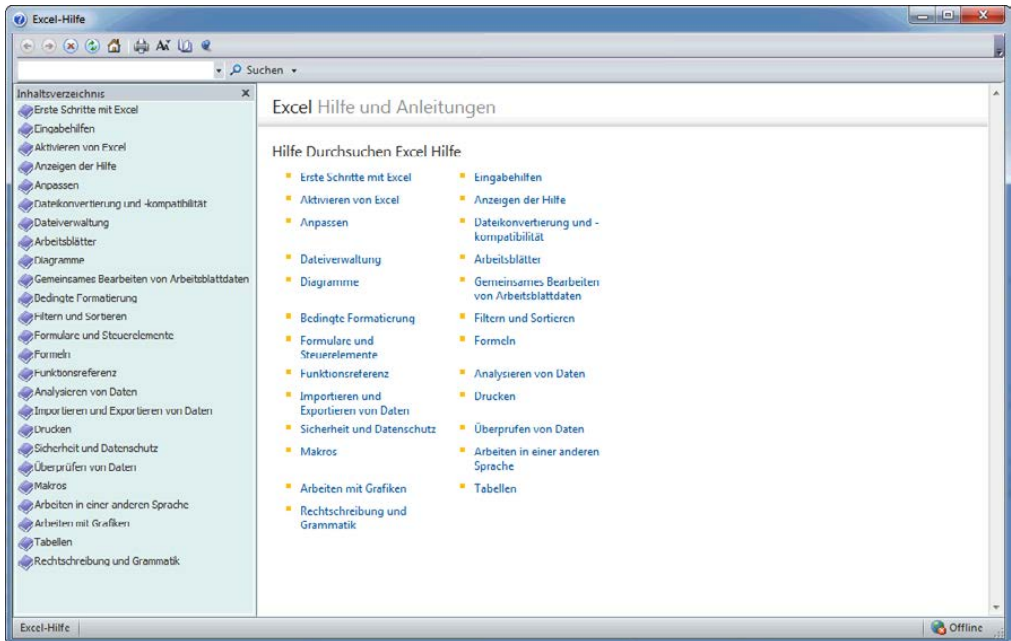 Excel-Hilfe
Suchen
Inhaltsverzeichnis
Erste Schritte mit Excel
Eingabehilfen
Aktivieren von Excel
Anzeigen der Hilfe
Anpassen
Dateikonvertierung und -kompatibilität
Dateiverwaltung
Arbeitsblätter
Diagramme
Gemeinsames Bearbeiten von Arbeitsblattdaten
Bedingte Formatierung
Filtern und Sortieren
Formulare und Steuerelemente
Formeln
Funktionsreferenz
Analysieren von Daten
Importieren und Exportieren von Daten
Drucken
Sicherheit und Datenschutz
Überprüfen von Daten
Makros
Arbeiten in einer anderen Sprache
Arbeiten mit Grafiken
Tabellen
Rechtschreibung und Grammatik
Excel Hilfe und Anleitungen
Hilfe Durchsuchen Excel Hilfe
Erste Schritte mit Excel
Eingabehilfen
Aktivieren von Excel
Anzeigen der Hilfe
Anpassen
Dateikonvertierung und -
kompatibilität
Dateiverwaltung
Arbeitsblätter
Diagramme
Gemeinsames Bearbeiten
von Arbeitsblattdaten
Bedingte Formatierung
Filtern und Sortieren
Formulare und
Steuerelemente
Formeln
Funktionsreferenz
Analysieren von Daten
Importieren und
Exportieren von Daten
Drucken
Sicherheit und Datenschutz
Überprüfen von Daten
Makros
Arbeiten in einer anderen
Sprache
Arbeiten mit Grafiken
Tabellen
Rechtschreibung und
Grammatik
Excel-Hilfe
Offline